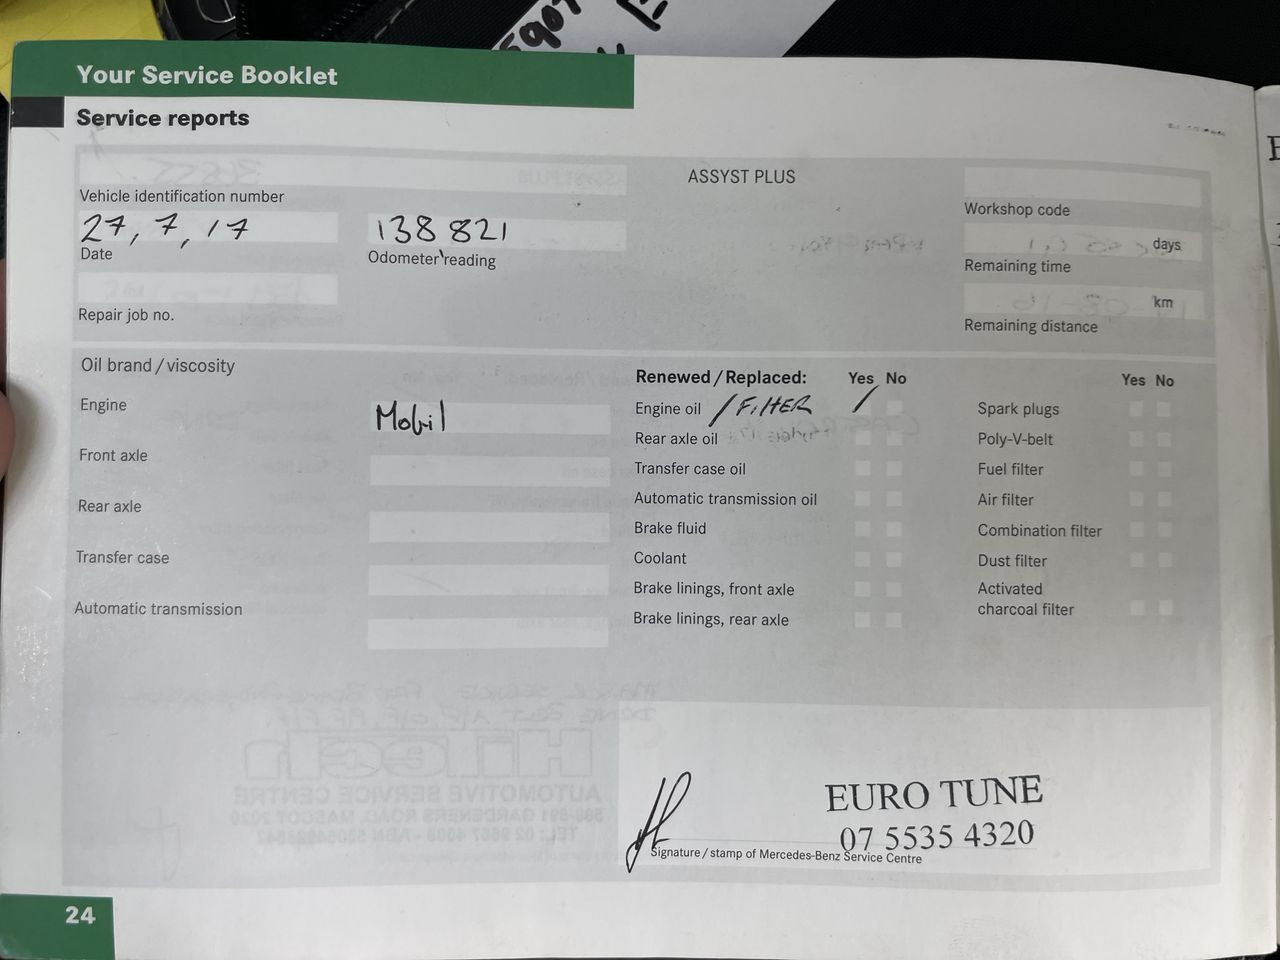 Your Service Booklet
Service reports
ASSYST PLUS
Vehicle identification number
Workshop code
27, 7, 17
138 821
days
Date
Odometer reading
Remaining time
km
Repair job no.
Remaining distance
Oil brand / viscosity
Renewed / Replaced:
Yes No
Yes No
Engine
Mobil
Engine oil / FILTER /
Spark plugs
Rear axle oil
Poly-V-belt
Front axle
Transfer case oil
Fuel filter
Rear axle
Automatic transmission oil
Air filter
Brake fluid
Combination filter
Transfer case
Coolant
Dust filter
Automatic transmission
Brake linings, front axle
Activated
charcoal filter
Brake linings, rear axle
EURO TUNE
07 5535 4320
Signature / stamp of Mercedes-Benz Service Centre
24